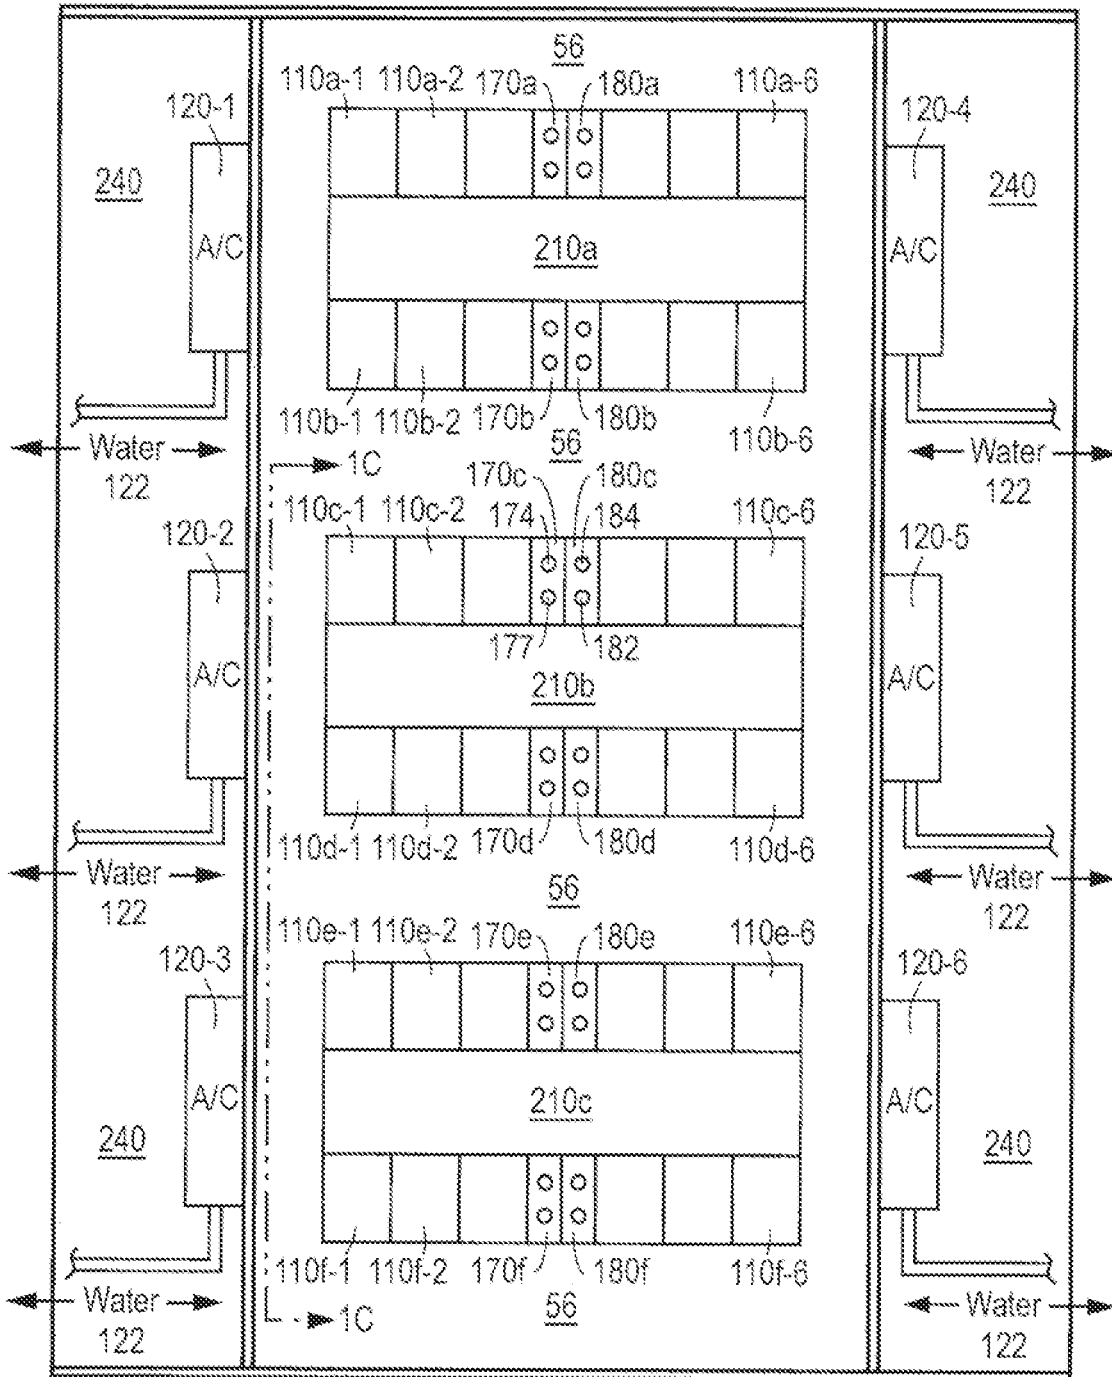 56
110a-1 110a-2 170a 180a 110a-6
120-1
120-4
240
240
A/C
A/C
210a
110b-1 110b-2 170b 180b 110b-6
Water
122
Water
122
56
1C
170c 180c
110c-1 110c-2 174 184 110c-6
120-2
120-5
177 182
A/C
A/C
210b
110d-1 110d-2 170d 180d 110d-6
Water
122
Water
122
56
110e-1 110e-2 170e 180e 110e-6
120-3
120-6
A/C
A/C
210c
240
240
110f-1 110f-2 170f 180f 110f-6
Water
122
1C
56
Water
122